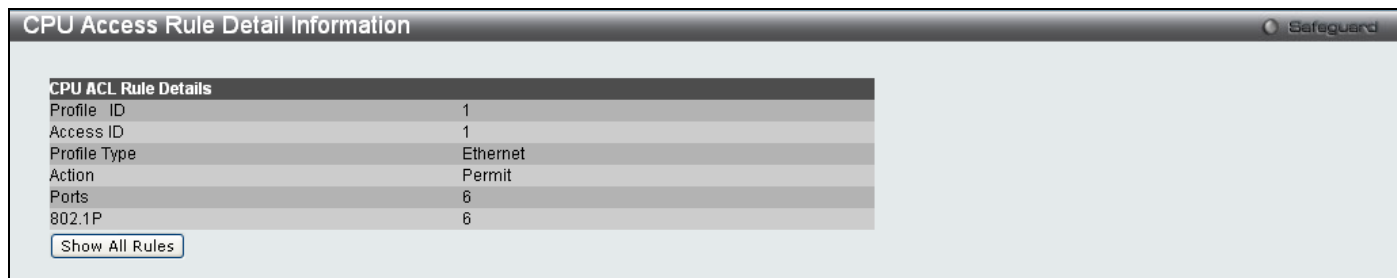 CPU Access Rule Detail Information
Safeguard
CPU ACL Rule Details
Profile ID 1
Access ID 1
Profile Type Ethernet
Action Permit
Ports 6
802.1P 6
Show All Rules